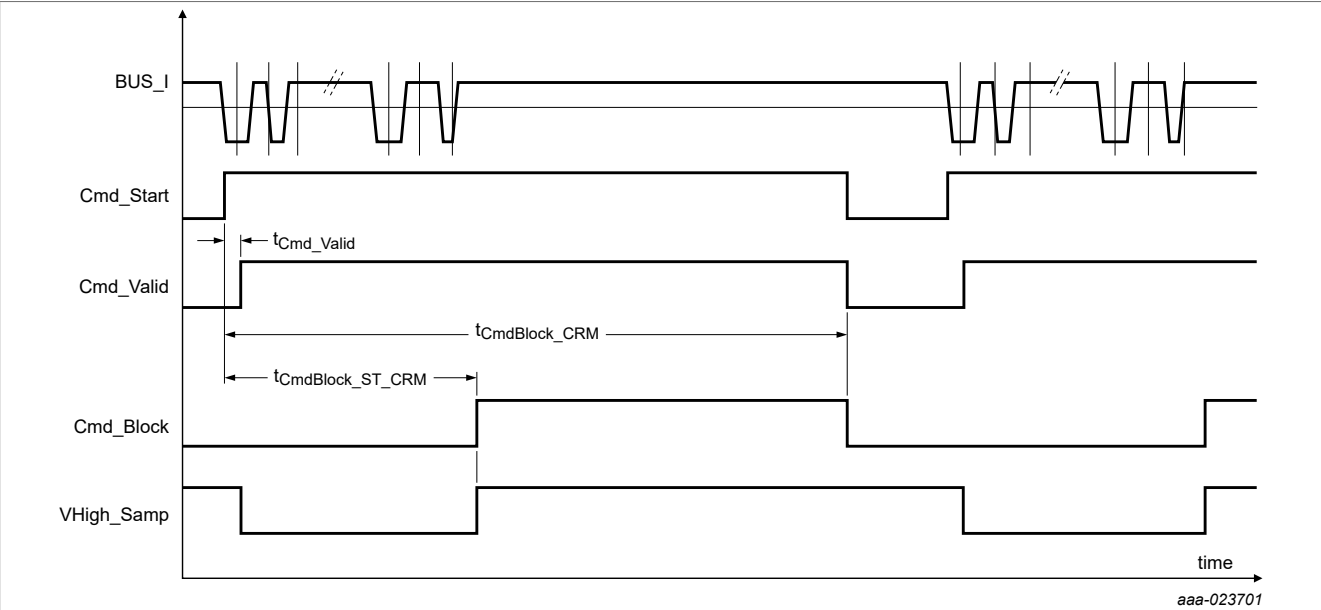 BUS_I
Cmd_Start
tCmd_Valid
Cmd_Valid
tCmdBlock_CRM
tCmdBlock_ST_CRM
Cmd_Block
VHigh_Samp
time
aaa-023701